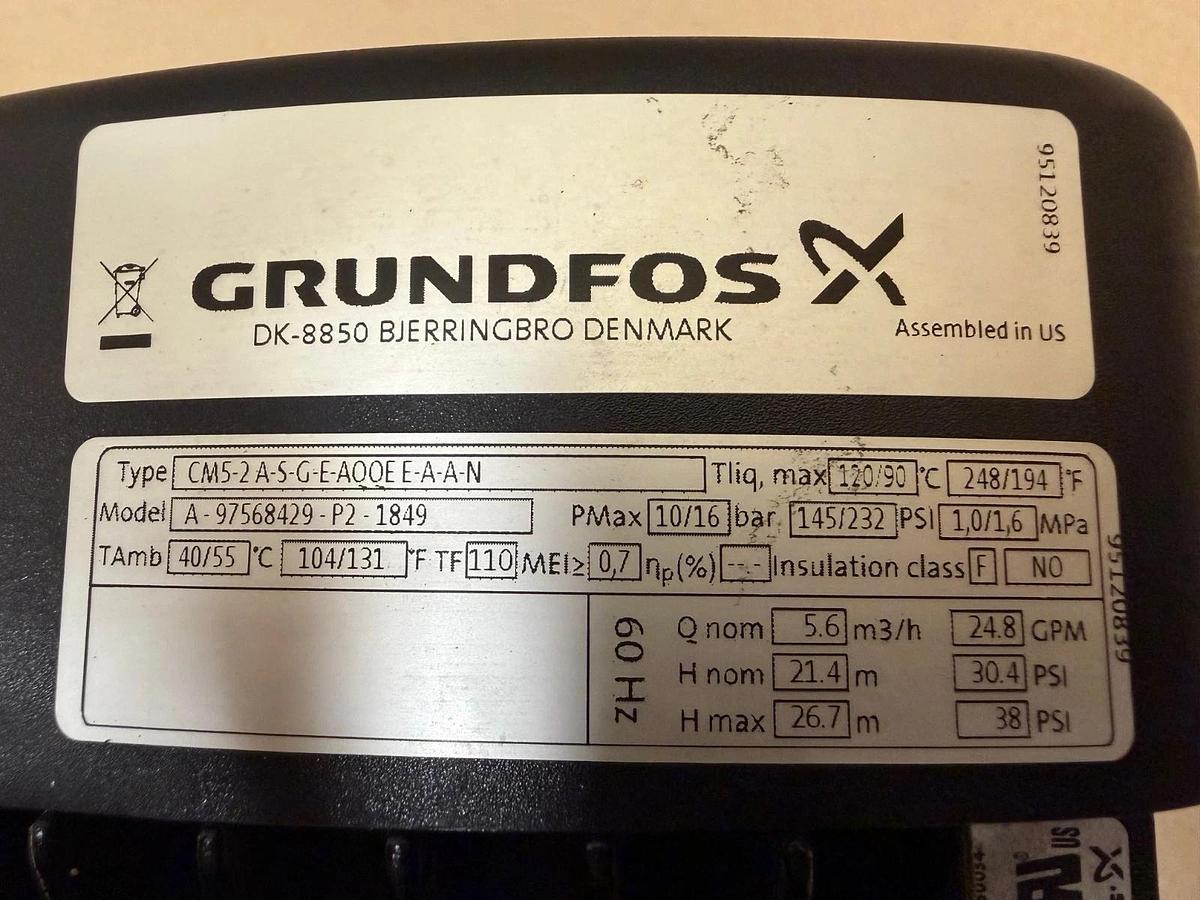 95120839
GRUNDFOS
DK-8850 BJERRINGBRO DENMARK
Assembled in US
Type CM5-2 A-S-G-E-AQQE E-A-A-N Tliq, max 120/90 °C 248/194 °F
Model A - 97568429 - P2 - 1849 PMax 10/16 bar 145/232 PSI 1,0/1,6 MPa
TAmb 40/55 °C 104/131 °F TF 110 MEI≥ 0,7 ηp(%) --.- Insulation class F NO
95120839
60 Hz
Q nom 5.6 m3/h 24.8 GPM
H nom 21.4 m 30.4 PSI
H max 26.7 m 38 PSI
US